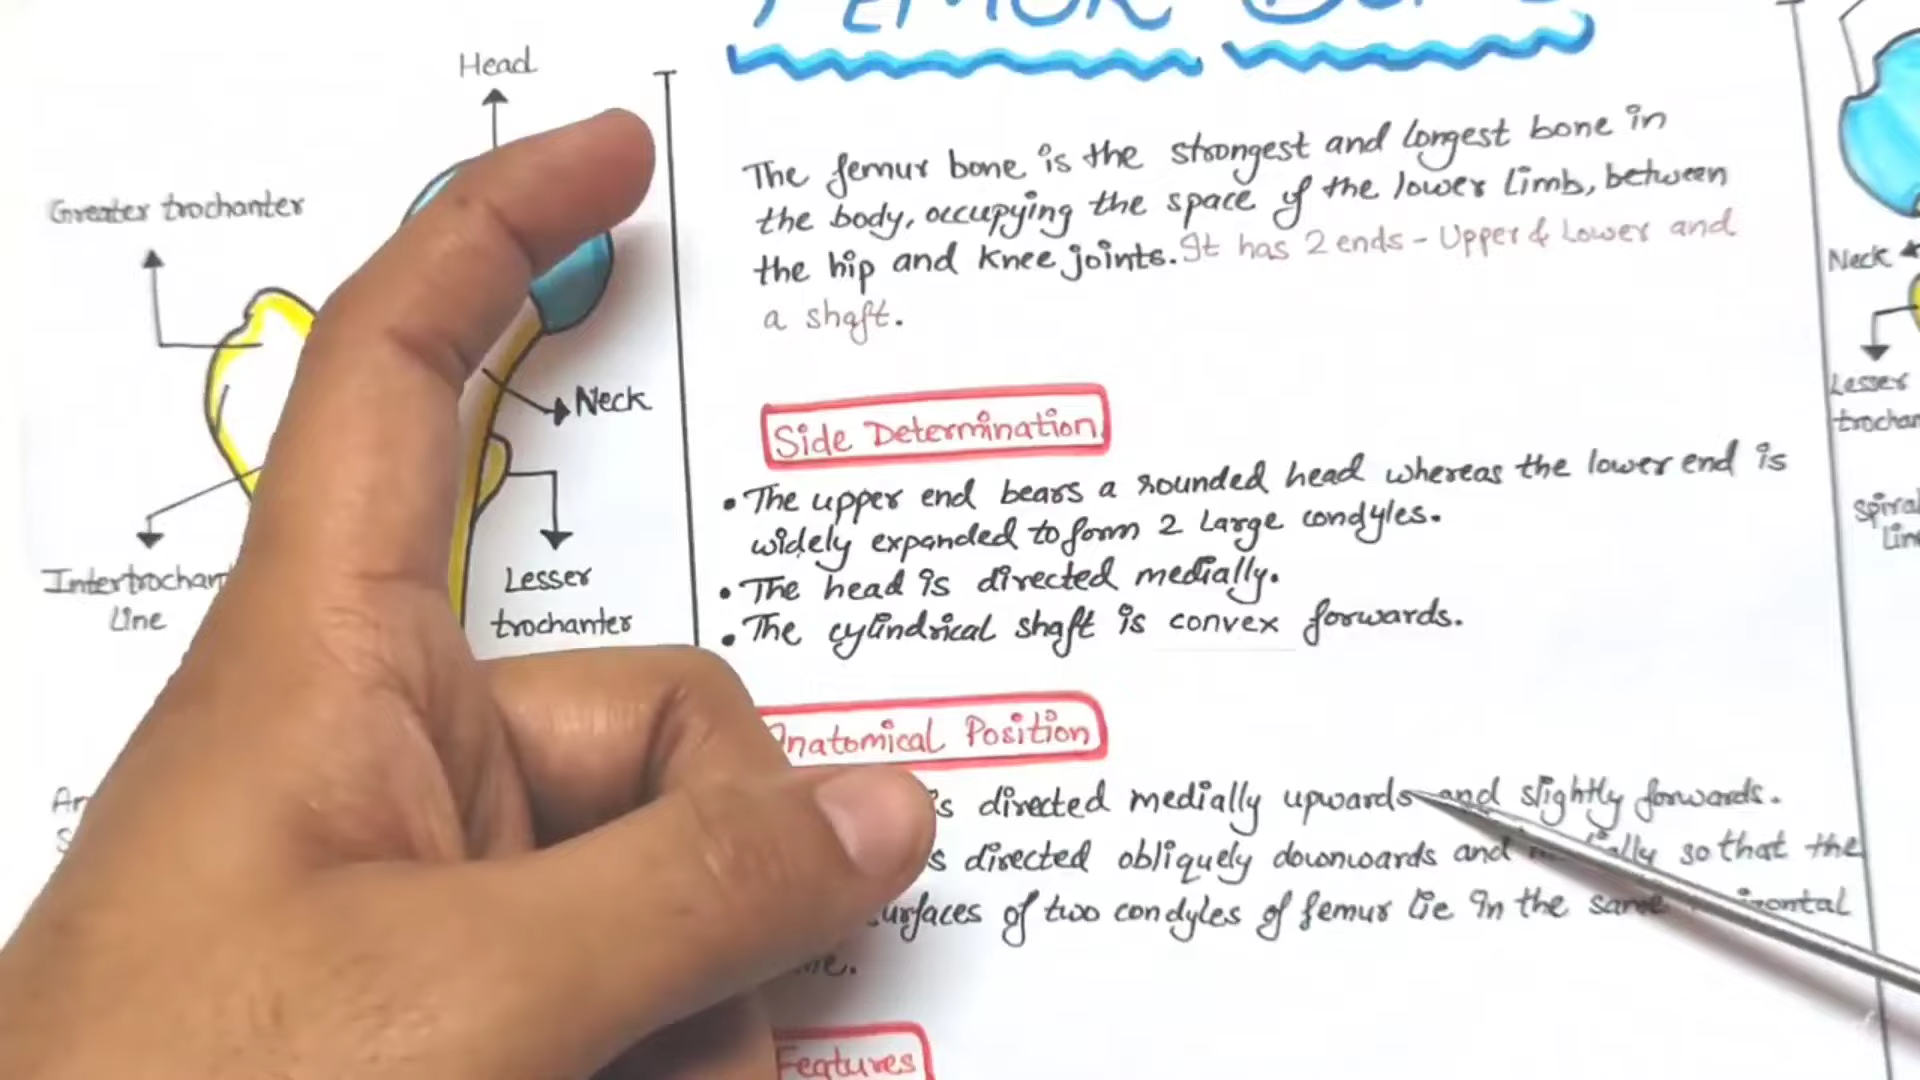 FEMUR
Head
Greater trochanter
Neck
Lesser
trochanter
line
The femur bone is the strongest and longest bone in
the body, occupying the space of the lower limb, between
the hip and knee joints. It has 2 ends - Upper & Lower and
a shaft.
Side Determination
• The upper end bears a rounded head whereas the lower end is
widely expanded to form 2 large condyles.
• The head is directed medially.
• The cylindrical shaft is convex forwards.
Anatomical Position
is directed medially upwards and slightly forwards.
is directed obliquely downwards and so that the
of two condyles of femur lie in the same
Features
Neck
Lesser